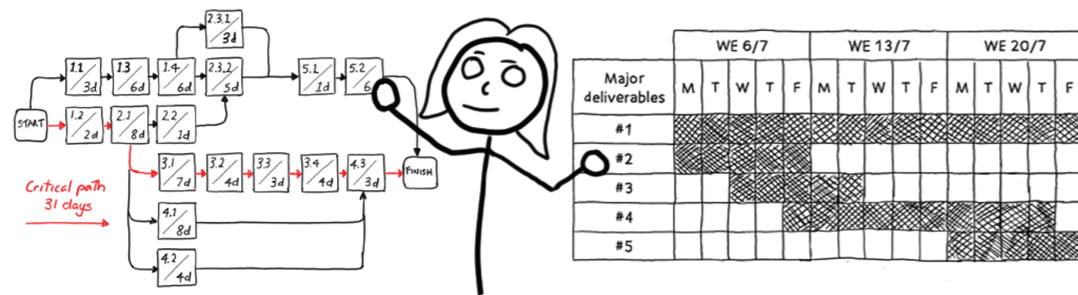 2.3.1
3d
1.1
3d
1.3
6d
1.4
6d
2.3.2
5d
5.1
1d
5.2
6
START
1.2
2d
2.1
8d
2.2
1d
3.1
7d
3.2
4d
3.3
3d
3.4
4d
4.3
3d
FINISH
Critical path
31 days
4.1
8d
4.2
4d
WE 6/7 WE 13/7 WE 20/7
Major
deliverables
M T W T F M T W T F M T W T F
#1
#2
#3
#4
#5